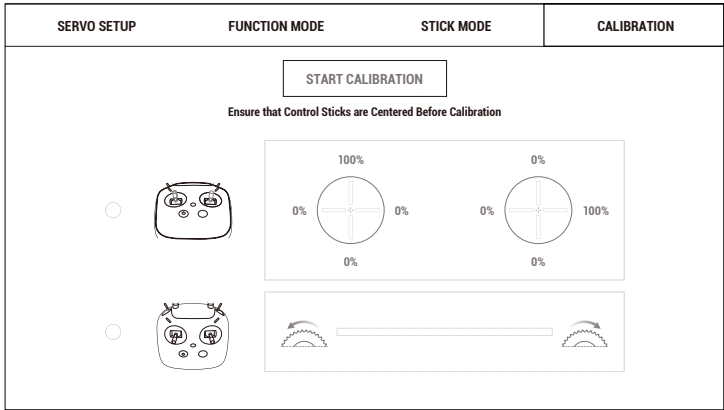 SERVO SETUP
FUNCTION MODE
STICK MODE
CALIBRATION
START CALIBRATION
Ensure that Control Sticks are Centered Before Calibration
100%
0%
0%
0%
0%
100%
0%
0%